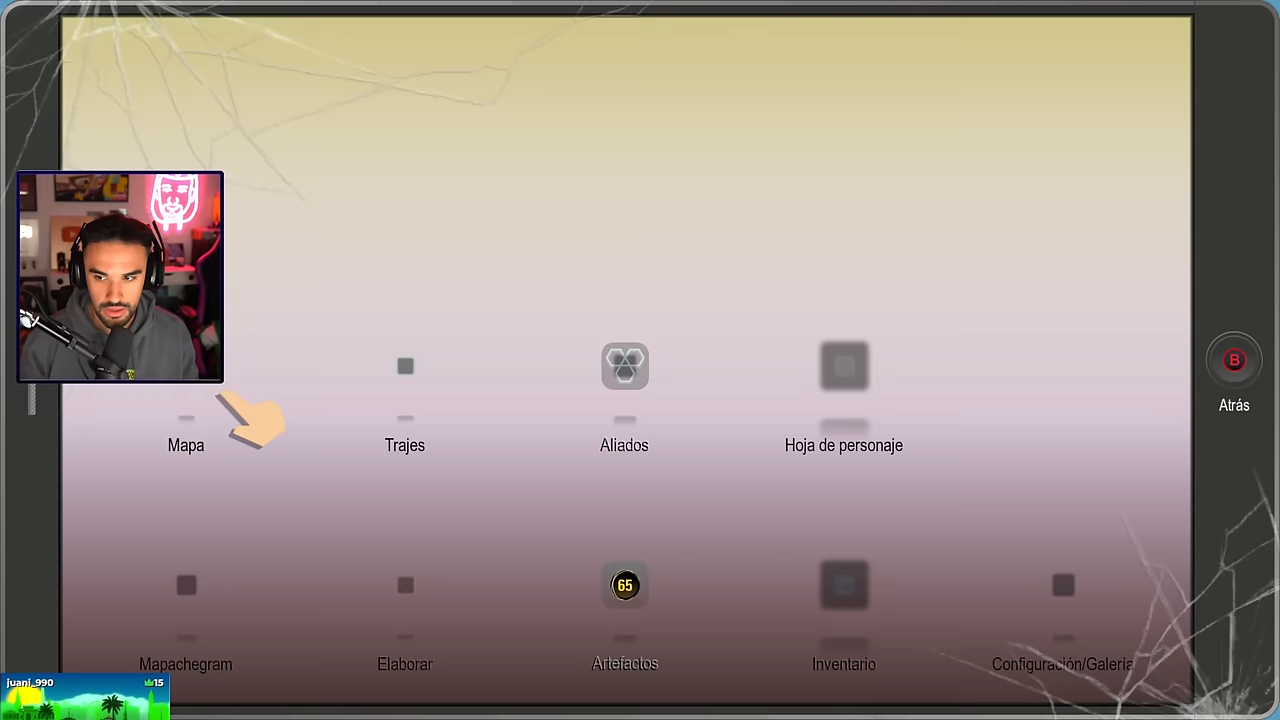 B
Atrás
Mapa
Trajes
Aliados
Hoja de personaje
65
Mapachegram
Elaborar
Artefactos
Inventario
Configuración/Galería
juani_990
15